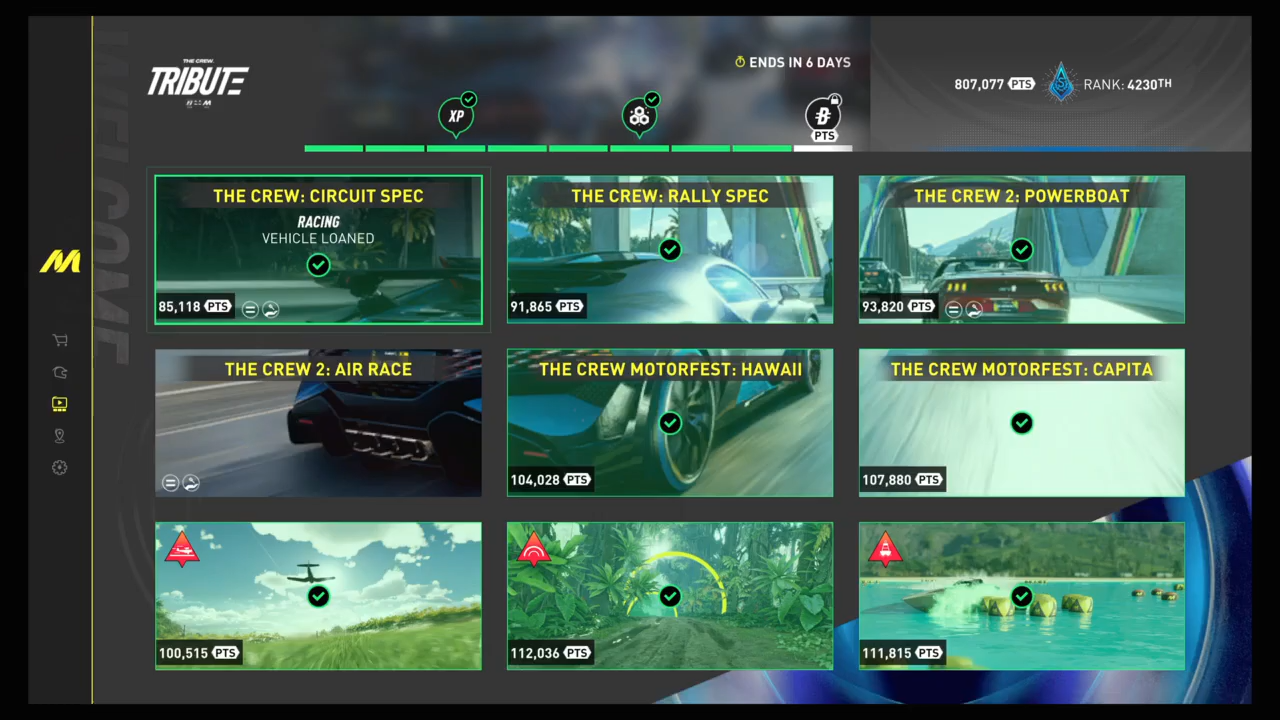 THE CREW.
TRIBUTE
ENDS IN 6 DAYS
807,077 PTS
RANK: 4230TH
XP
PTS
WELCOME
THE CREW: CIRCUIT SPEC
RACING
VEHICLE LOANED
85,118 PTS
THE CREW: RALLY SPEC
91,865 PTS
THE CREW 2: POWERBOAT
93,820 PTS
THE CREW 2: AIR RACE
THE CREW MOTORFEST: HAWAII
104,028 PTS
THE CREW MOTORFEST: CAPITA
107,880 PTS
100,515 PTS
112,036 PTS
111,815 PTS